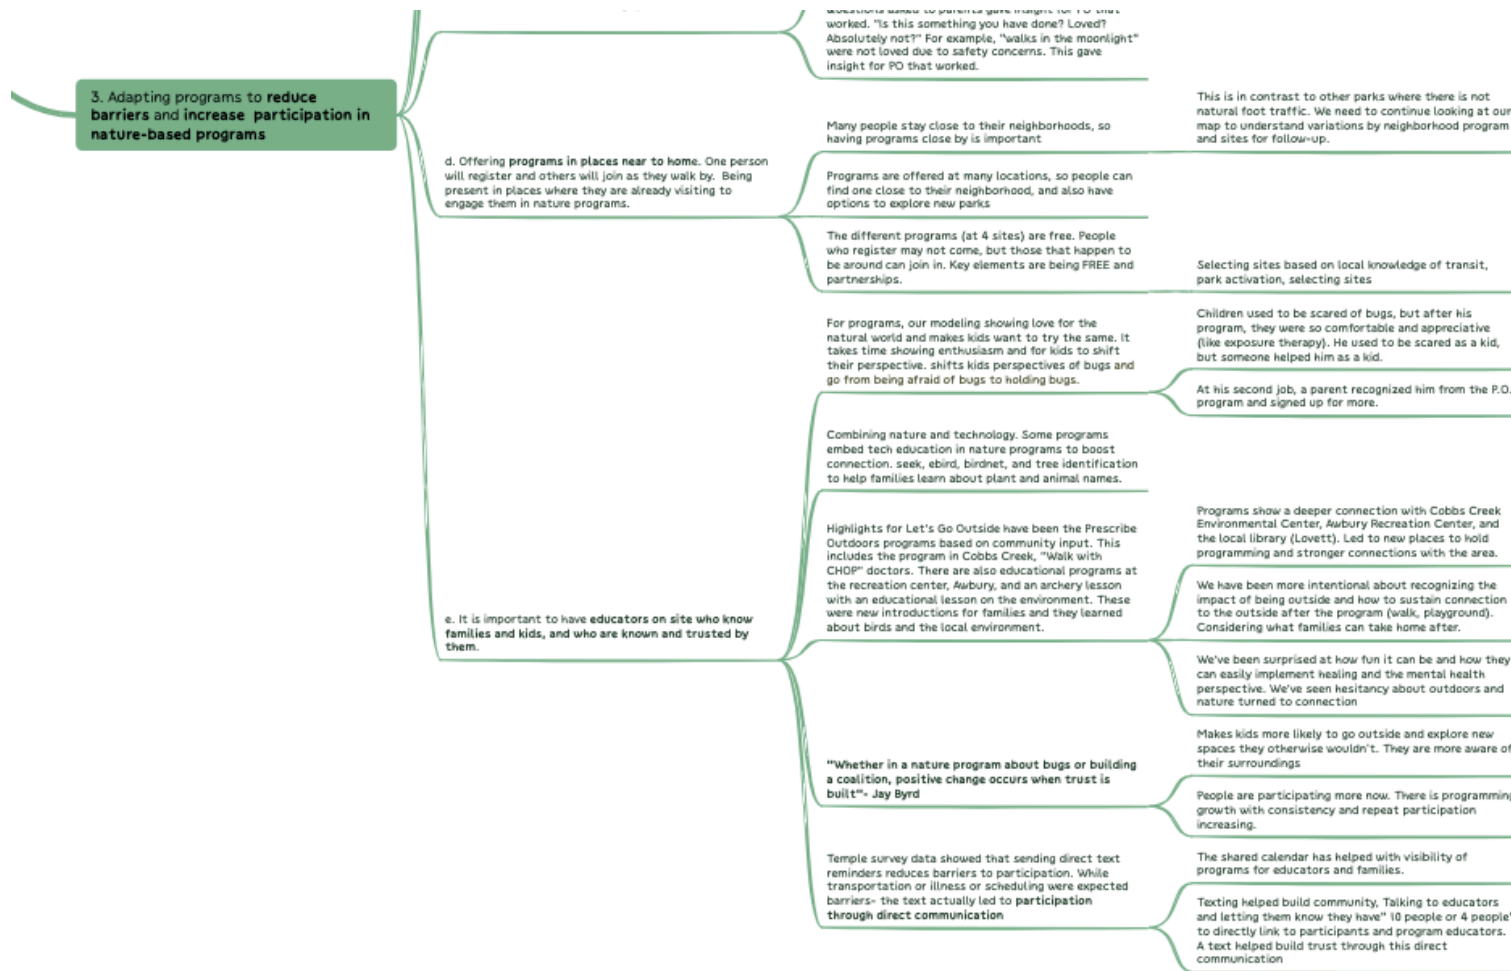 worked. "Is this something you have done? Loved?
Absolutely not?" For example, "walks in the moonlight"
were not loved due to safety concerns. This gave
insight for PO that worked.
3. Adapting programs to reduce
barriers and increase participation in
nature-based programs
d. Offering programs in places near to home. One person
will register and others will join as they walk by. Being
present in places where they are already visiting to
engage them in nature programs.
Many people stay close to their neighborhoods, so
having programs close by is important
This is in contrast to other parks where there is not
natural foot traffic. We need to continue looking at our
map to understand variations by neighborhood program
and sites for follow-up.
Programs are offered at many locations, so people can
find one close to their neighborhood, and also have
options to explore new parks
The different programs (at 4 sites) are free. People
who register may not come, but those that happen to
be around can join in. Key elements are being FREE and
partnerships.
Selecting sites based on local knowledge of transit,
park activation, selecting sites
e. It is important to have educators on site who know
families and kids, and who are known and trusted by
them.
For programs, our modeling showing love for the
natural world and makes kids want to try the same. It
takes time showing enthusiasm and for kids to shift
their perspective. shifts kids perspectives of bugs and
go from being afraid of bugs to holding bugs.
Children used to be scared of bugs, but after his
program, they were so comfortable and appreciative
(like exposure therapy). He used to be scared as a kid,
but someone helped him as a kid.
At his second job, a parent recognized him from the P.O.
program and signed up for more.
Combining nature and technology. Some programs
embed tech education in nature programs to boost
connection. seek, ebird, birdnet, and tree identification
to help families learn about plant and animal names.
Highlights for Let's Go Outside have been the Prescribe
Outdoors programs based on community input. This
includes the program in Cobbs Creek, "Walk with
CHOP" doctors. There are also educational programs at
the recreation center, Awbury, and an archery lesson
with an educational lesson on the environment. These
were new introductions for families and they learned
about birds and the local environment.
Programs show a deeper connection with Cobbs Creek
Environmental Center, Awbury Recreation Center, and
the local library (Lovett). Led to new places to hold
programming and stronger connections with the area.
We have been more intentional about recognizing the
impact of being outside and how to sustain connection
to the outside after the program (walk, playground).
Considering what families can take home after.
We've been surprised at how fun it can be and how they
can easily implement healing and the mental health
perspective. We've seen hesitancy about outdoors and
nature turned to connection
""Whether in a nature program about bugs or building
a coalition, positive change occurs when trust is
built""- Jay Byrd
Makes kids more likely to go outside and explore new
spaces they otherwise wouldn't. They are more aware of
their surroundings
People are participating more now. There is programming
growth with consistency and repeat participation
increasing.
Temple survey data showed that sending direct text
reminders reduces barriers to participation. While
transportation or illness or scheduling were expected
barriers- the text actually led to participation
through direct communication
The shared calendar has helped with visibility of
programs for educators and families.
Texting helped build community, Talking to educators
and letting them know they have" 10 people or 4 people"
to directly link to participants and program educators.
A text helped build trust through this direct
communication